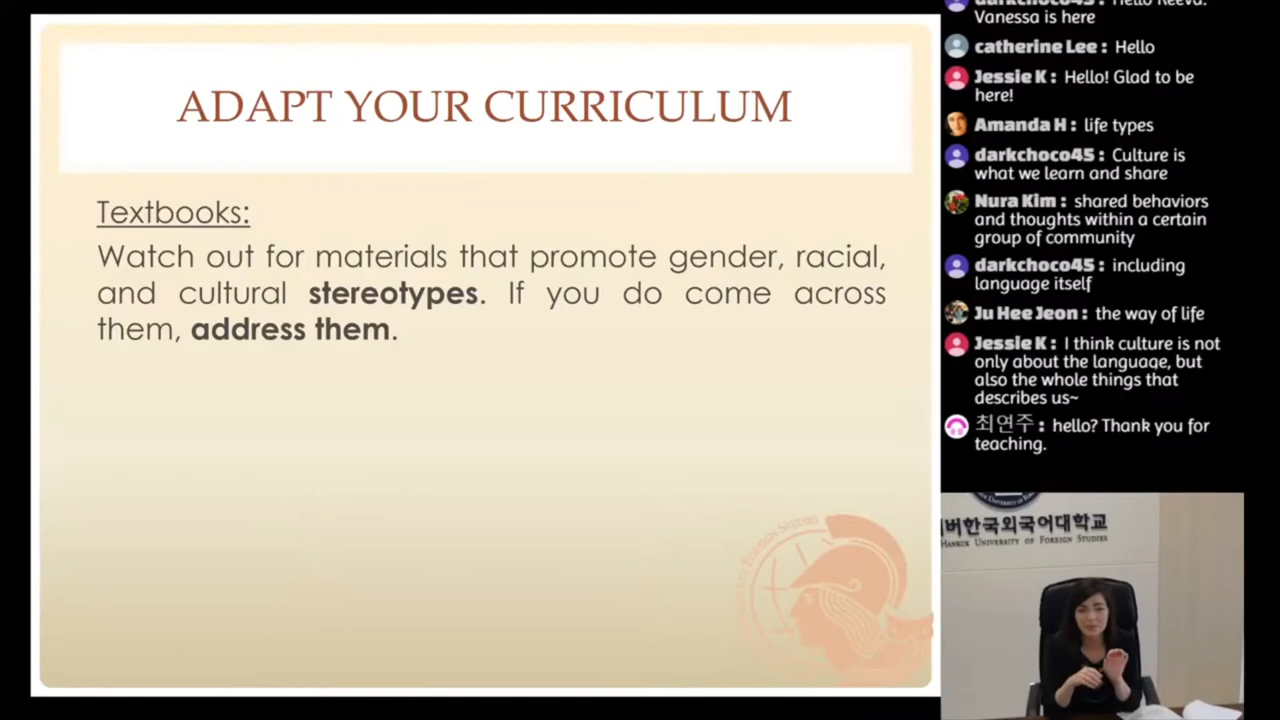 ADAPT YOUR CURRICULUM
Textbooks:
Watch out for materials that promote gender, racial,
and cultural stereotypes. If you do come across
them, address them.
Vanessa is here
catherine Lee : Hello
Jessie K : Hello! Glad to be
here!
Amanda H : life types
darkchoco45 : Culture is
what we learn and share
Nura Kim : shared behaviors
and thoughts within a certain
group of community
darkchoco45 : including
language itself
Ju Hee Jeon : the way of life
Jessie K : I think culture is not
only about the language, but
also the whole things that
describes us~
최연주 : hello? Thank you for
teaching.
버한국외국어대학교
HANKUK UNIVERSITY OF FOREIGN STUDIES